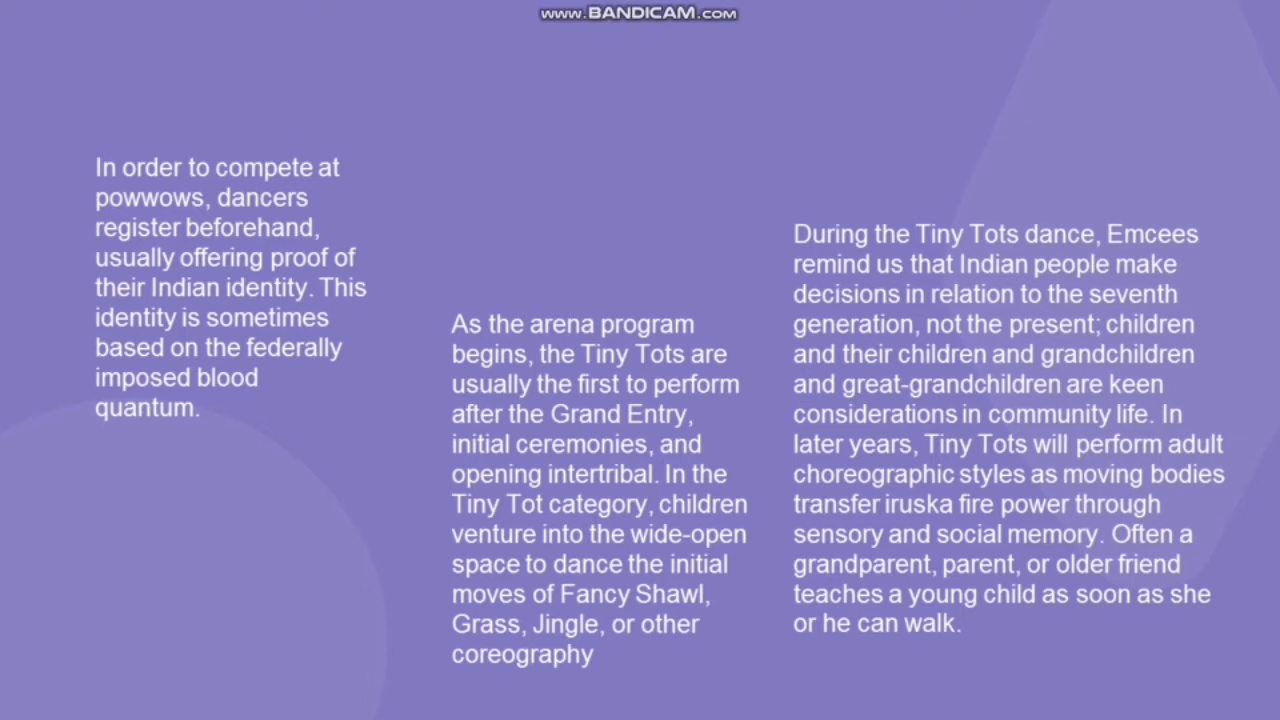 www.BANDICAM.com
In order to compete at
powwows, dancers
register beforehand,
usually offering proof of
their Indian identity. This
identity is sometimes
based on the federally
imposed blood
quantum.
As the arena program
begins, the Tiny Tots are
usually the first to perform
after the Grand Entry,
initial ceremonies, and
opening intertribal. In the
Tiny Tot category, children
venture into the wide-open
space to dance the initial
moves of Fancy Shawl,
Grass, Jingle, or other
coreography
During the Tiny Tots dance, Emcees
remind us that Indian people make
decisions in relation to the seventh
generation, not the present; children
and their children and grandchildren
and great-grandchildren are keen
considerations in community life. In
later years, Tiny Tots will perform adult
choreographic styles as moving bodies
transfer iruska fire power through
sensory and social memory. Often a
grandparent, parent, or older friend
teaches a young child as soon as she
or he can walk.